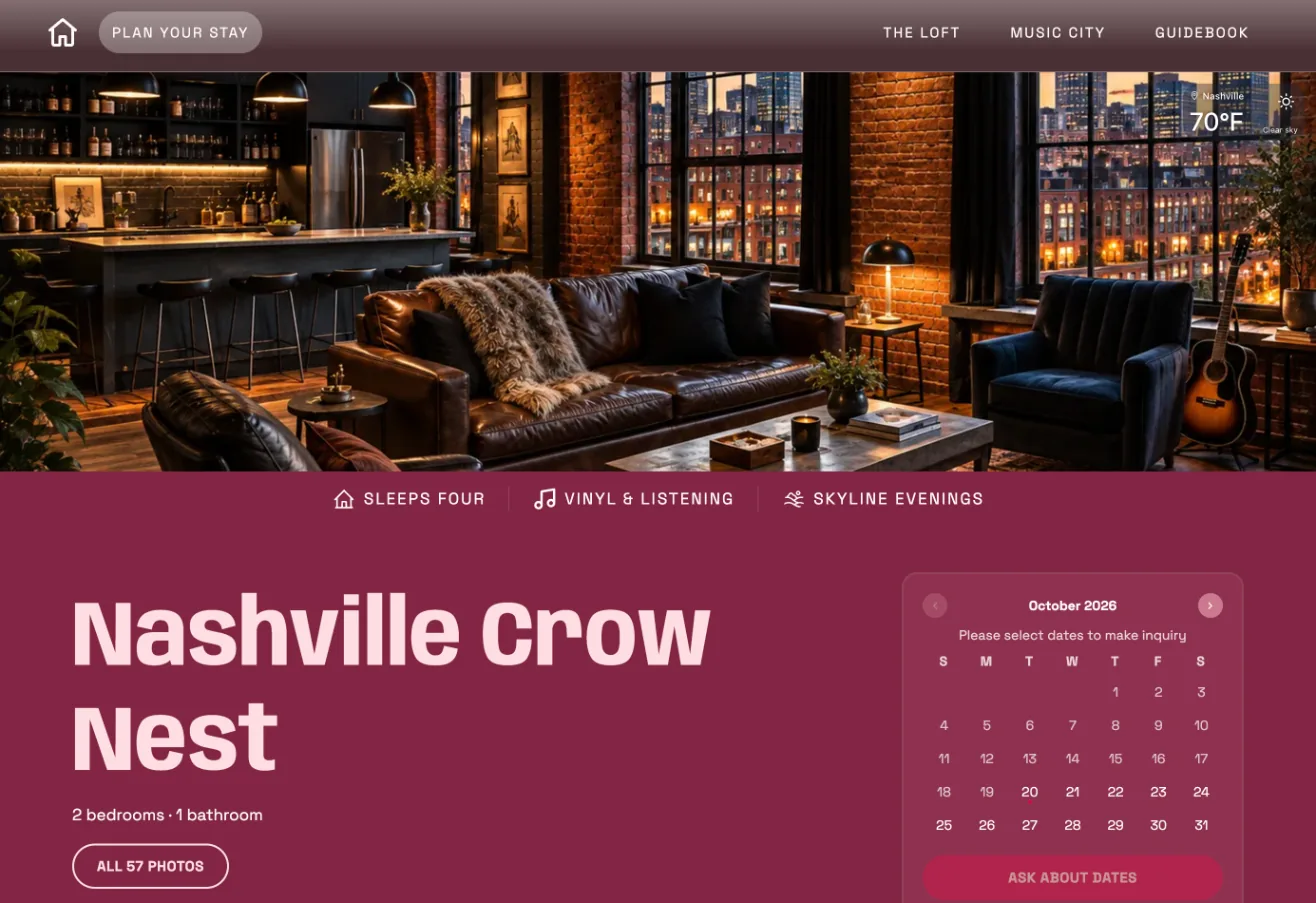 PLAN YOUR STAY
THE LOFT
MUSIC CITY
GUIDEBOOK
Nashville
70°F
Clear sky
SLEEPS FOUR
VINYL & LISTENING
SKYLINE EVENINGS
Nashville Crow
Nest
2 bedrooms · 1 bathroom
ALL 57 PHOTOS
October 2026
Please select dates to make inquiry
S M T W T F S
1 2 3
4 5 6 7 8 9 10
11 12 13 14 15 16 17
18 19 20 21 22 23 24
25 26 27 28 29 30 31
ASK ABOUT DATES